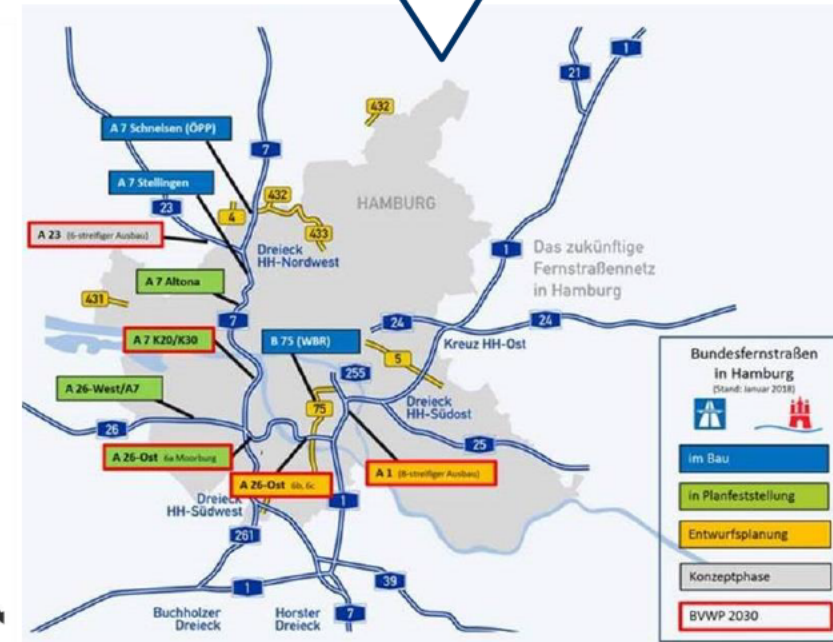 1
21
432
A 7 Schnelsen (ÖPP)
7
A 7 Stellingen
HAMBURG
432
23
4
433
A 23 (6-streifiger Ausbau)
Dreieck
HH-Nordwest
1
Das zukünftige
Fernstraßennetz
in Hamburg
A 7 Altona
431
7
24
24
A 7 K20/K30
B 75 (WBR)
Kreuz HH-Ost
5
255
A 26-West/A7
75
Dreieck
HH-Südost
26
25
A 26-Ost 6a Moorburg
A 26-Ost 6b, 6c
A 1 (8-streifiger Ausbau)
Dreieck
HH-Südwest
1
261
39
1
Buchholzer
Dreieck
Horster
Dreieck
7
Bundesfernstraßen
in Hamburg
(Stand: Januar 2018)
im Bau
in Planfeststellung
Entwurfsplanung
Konzeptphase
BVWP 2030